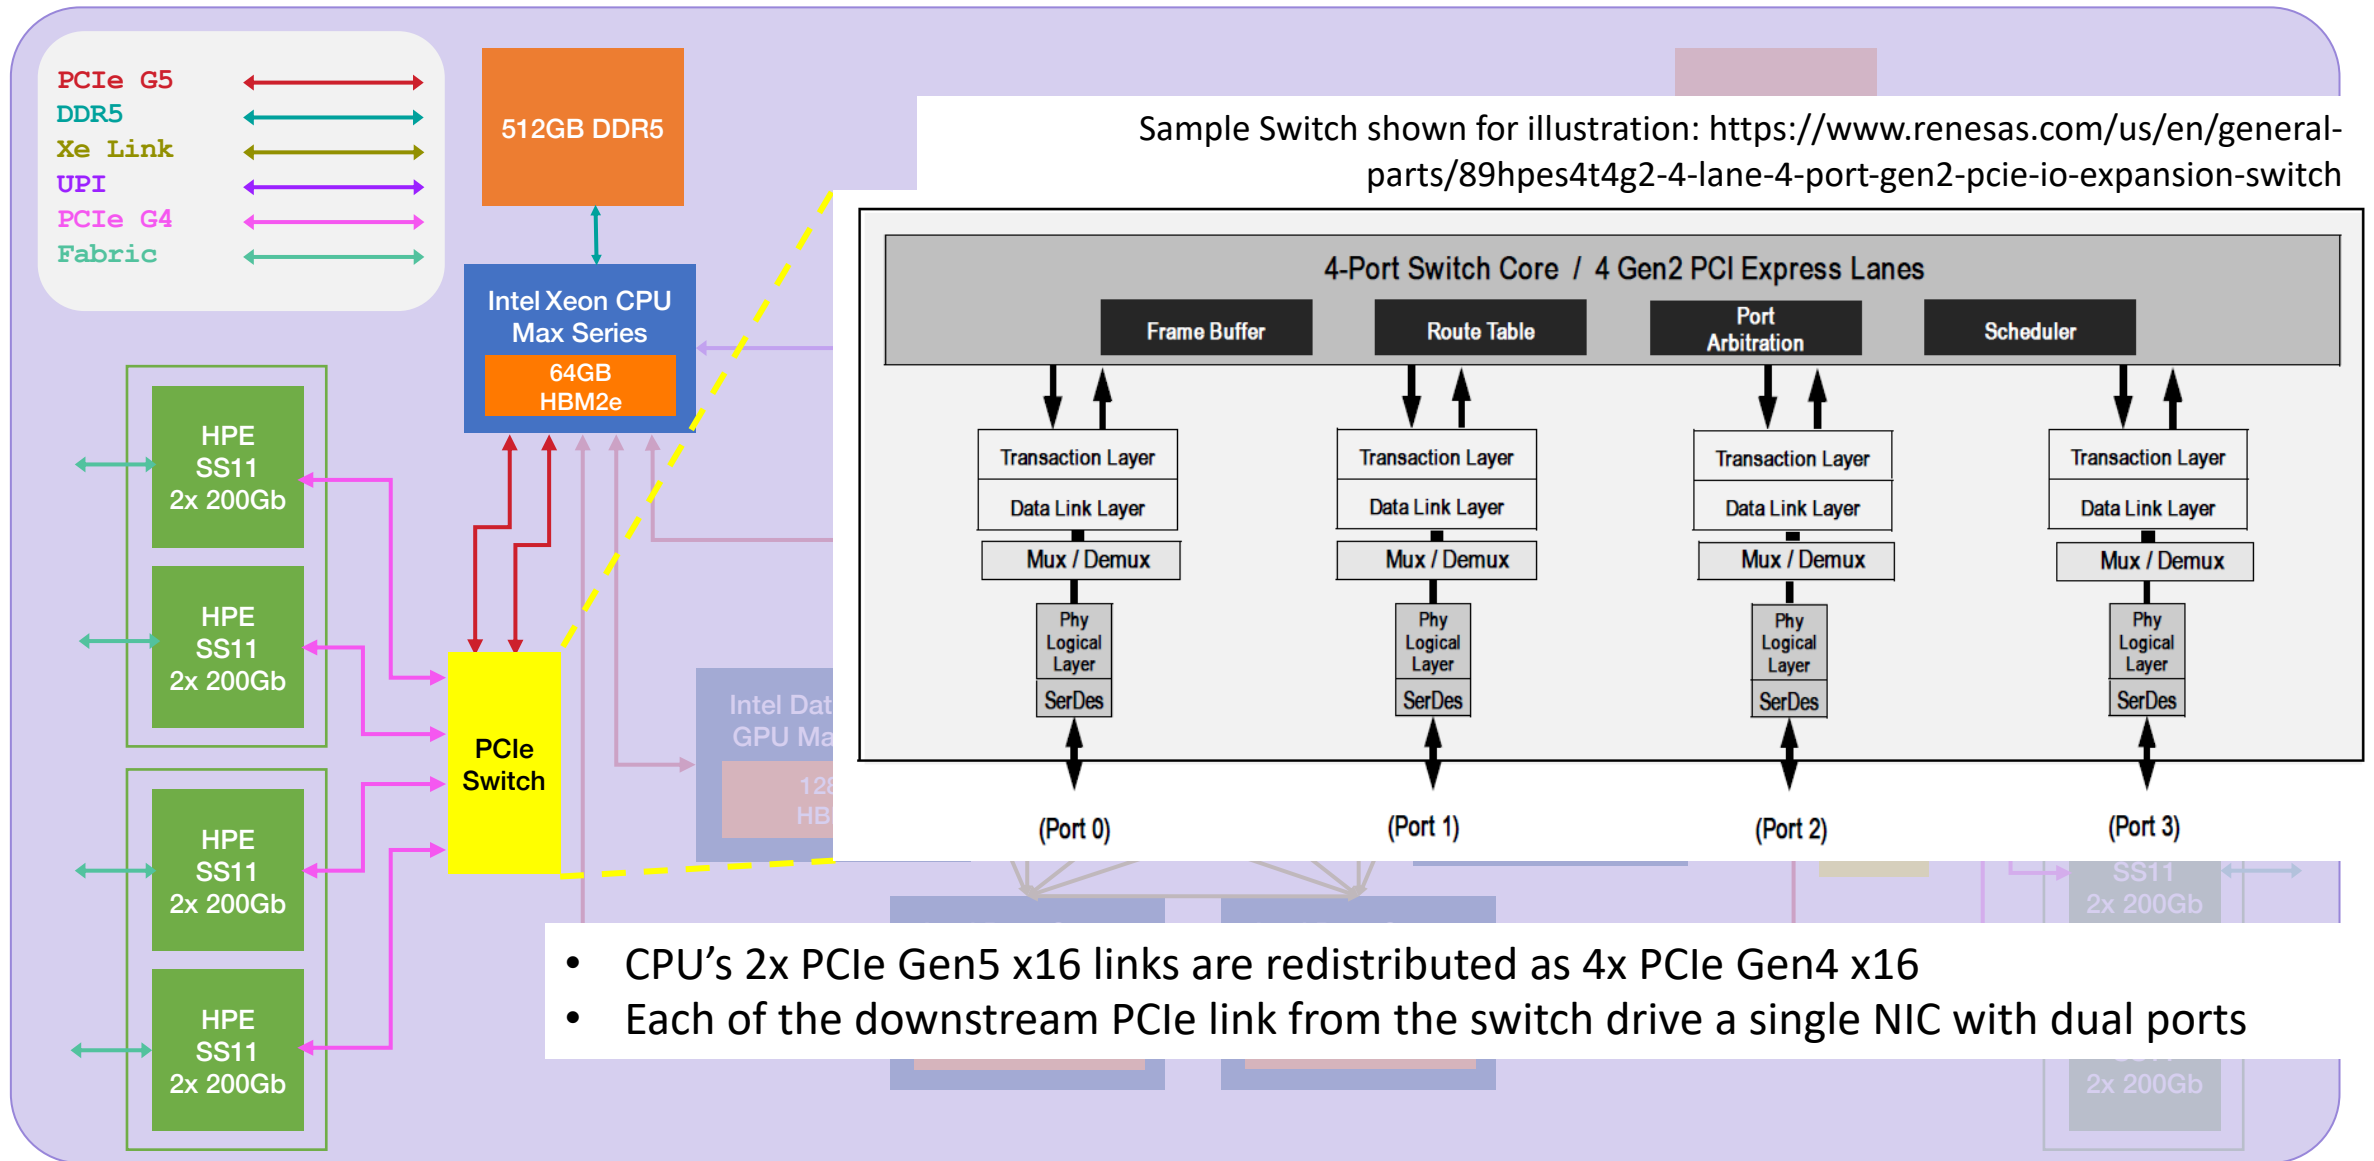 PCIe G5
DDR5
Xe Link
UPI
PCIe G4
Fabric
512GB DDR5
Intel Xeon CPU
Max Series
64GB
HBM2e
HPE
SS11
2x 200Gb
HPE
SS11
2x 200Gb
HPE
SS11
2x 200Gb
HPE
SS11
2x 200Gb
PCIe
Switch
Intel
GPU
Sample Switch shown for illustration: https://www.renesas.com/us/en/general-
parts/89hpes4t4g2-4-lane-4-port-gen2-pcie-io-expansion-switch
4-Port Switch Core / 4 Gen2 PCI Express Lanes
Frame Buffer
Route Table
Port
Arbitration
Scheduler
Transaction Layer
Data Link Layer
Mux / Demux
Phy
Logical
Layer
SerDes
(Port 0)
Transaction Layer
Data Link Layer
Mux / Demux
Phy
Logical
Layer
SerDes
(Port 1)
Transaction Layer
Data Link Layer
Mux / Demux
Phy
Logical
Layer
SerDes
(Port 2)
Transaction Layer
Data Link Layer
Mux / Demux
Phy
Logical
Layer
SerDes
(Port 3)
SS11
2x 200Gb
• CPU's 2x PCIe Gen5 x16 links are redistributed as 4x PCIe Gen4 x16
• Each of the downstream PCIe link from the switch drive a single NIC with dual ports
2x 200Gb